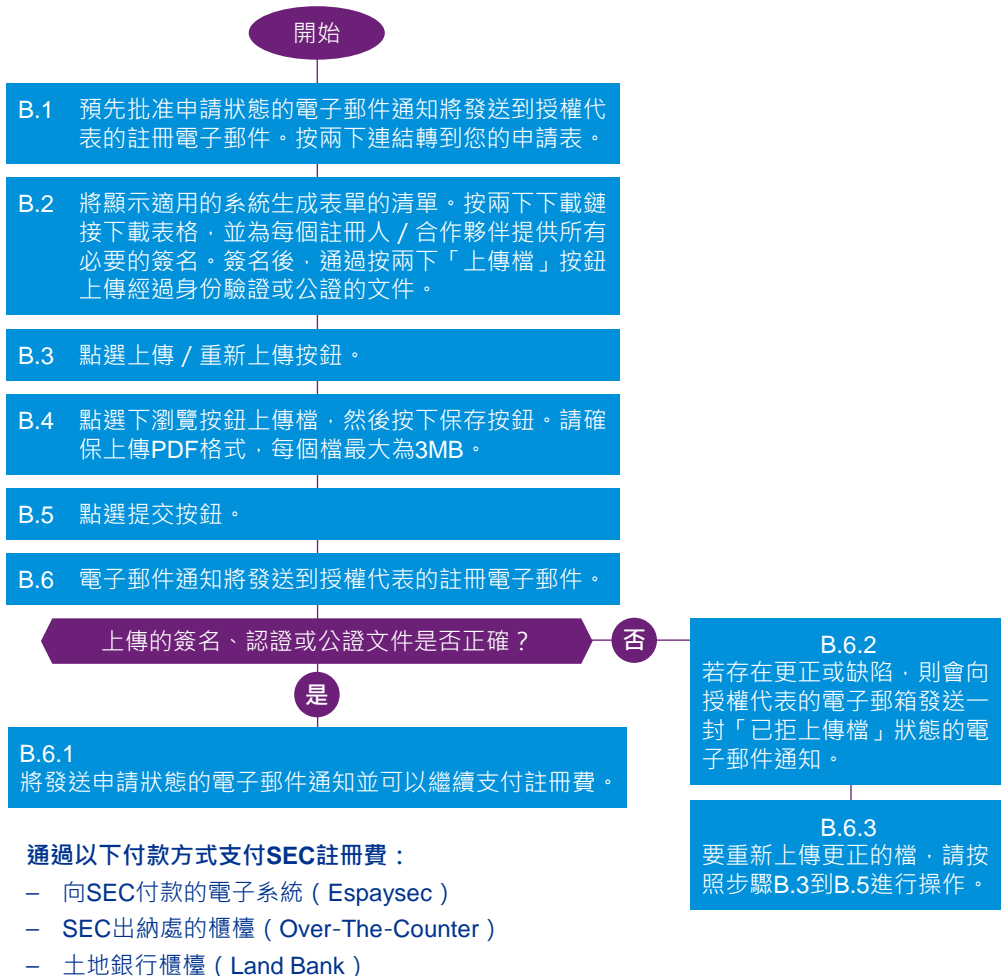 開始
B.1 預先批准申請狀態的電子郵件通知將發送到授權代
表的註冊電子郵件。按兩下連結轉到您的申請表。
B.2 將顯示適用的系統生成表單的清單。按兩下下載鏈
接下載表格，並為每個註冊人／合作夥伴提供所有
必要的簽名。簽名後，通過按兩下「上傳檔」按鈕
上傳經過身份驗證或公證的文件。
B.3 點選上傳／重新上傳按鈕。
B.4 點選下瀏覽按鈕上傳檔，然後按下保存按鈕。請確
保上傳PDF格式，每個檔最大為3MB。
B.5 點選提交按鈕。
B.6 電子郵件通知將發送到授權代表的註冊電子郵件。
上傳的簽名、認證或公證文件是否正確？
否
是
B.6.1
將發送申請狀態的電子郵件通知並可以繼續支付註冊費。
B.6.2
若存在更正或缺陷，則會向
授權代表的電子郵箱發送一
封「已拒上傳檔」狀態的電
子郵件通知。
B.6.3
要重新上傳更正的檔，請按
照步驟B.3到B.5進行操作。
通過以下付款方式支付SEC註冊費：
– 向SEC付款的電子系統（Espaysec）
– SEC出納處的櫃檯（Over-The-Counter）
– 土地銀行櫃檯（Land Bank）